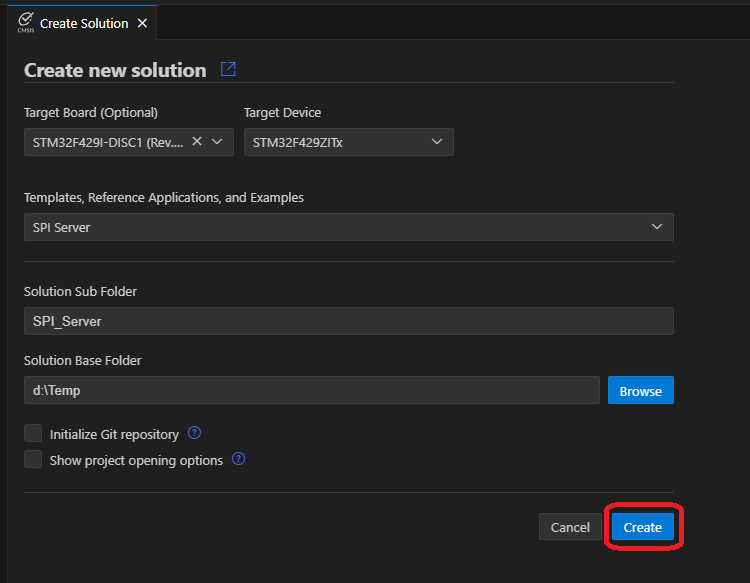 CMSIS
Create Solution
Create new solution
Target Board (Optional) Target Device
STM32F429I-DISC1 (Rev.... STM32F429ZITx
Templates, Reference Applications, and Examples
SPI Server
Solution Sub Folder
SPI_Server
Solution Base Folder
d:\Temp Browse
Initialize Git repository ?
Show project opening options ?
Cancel Create